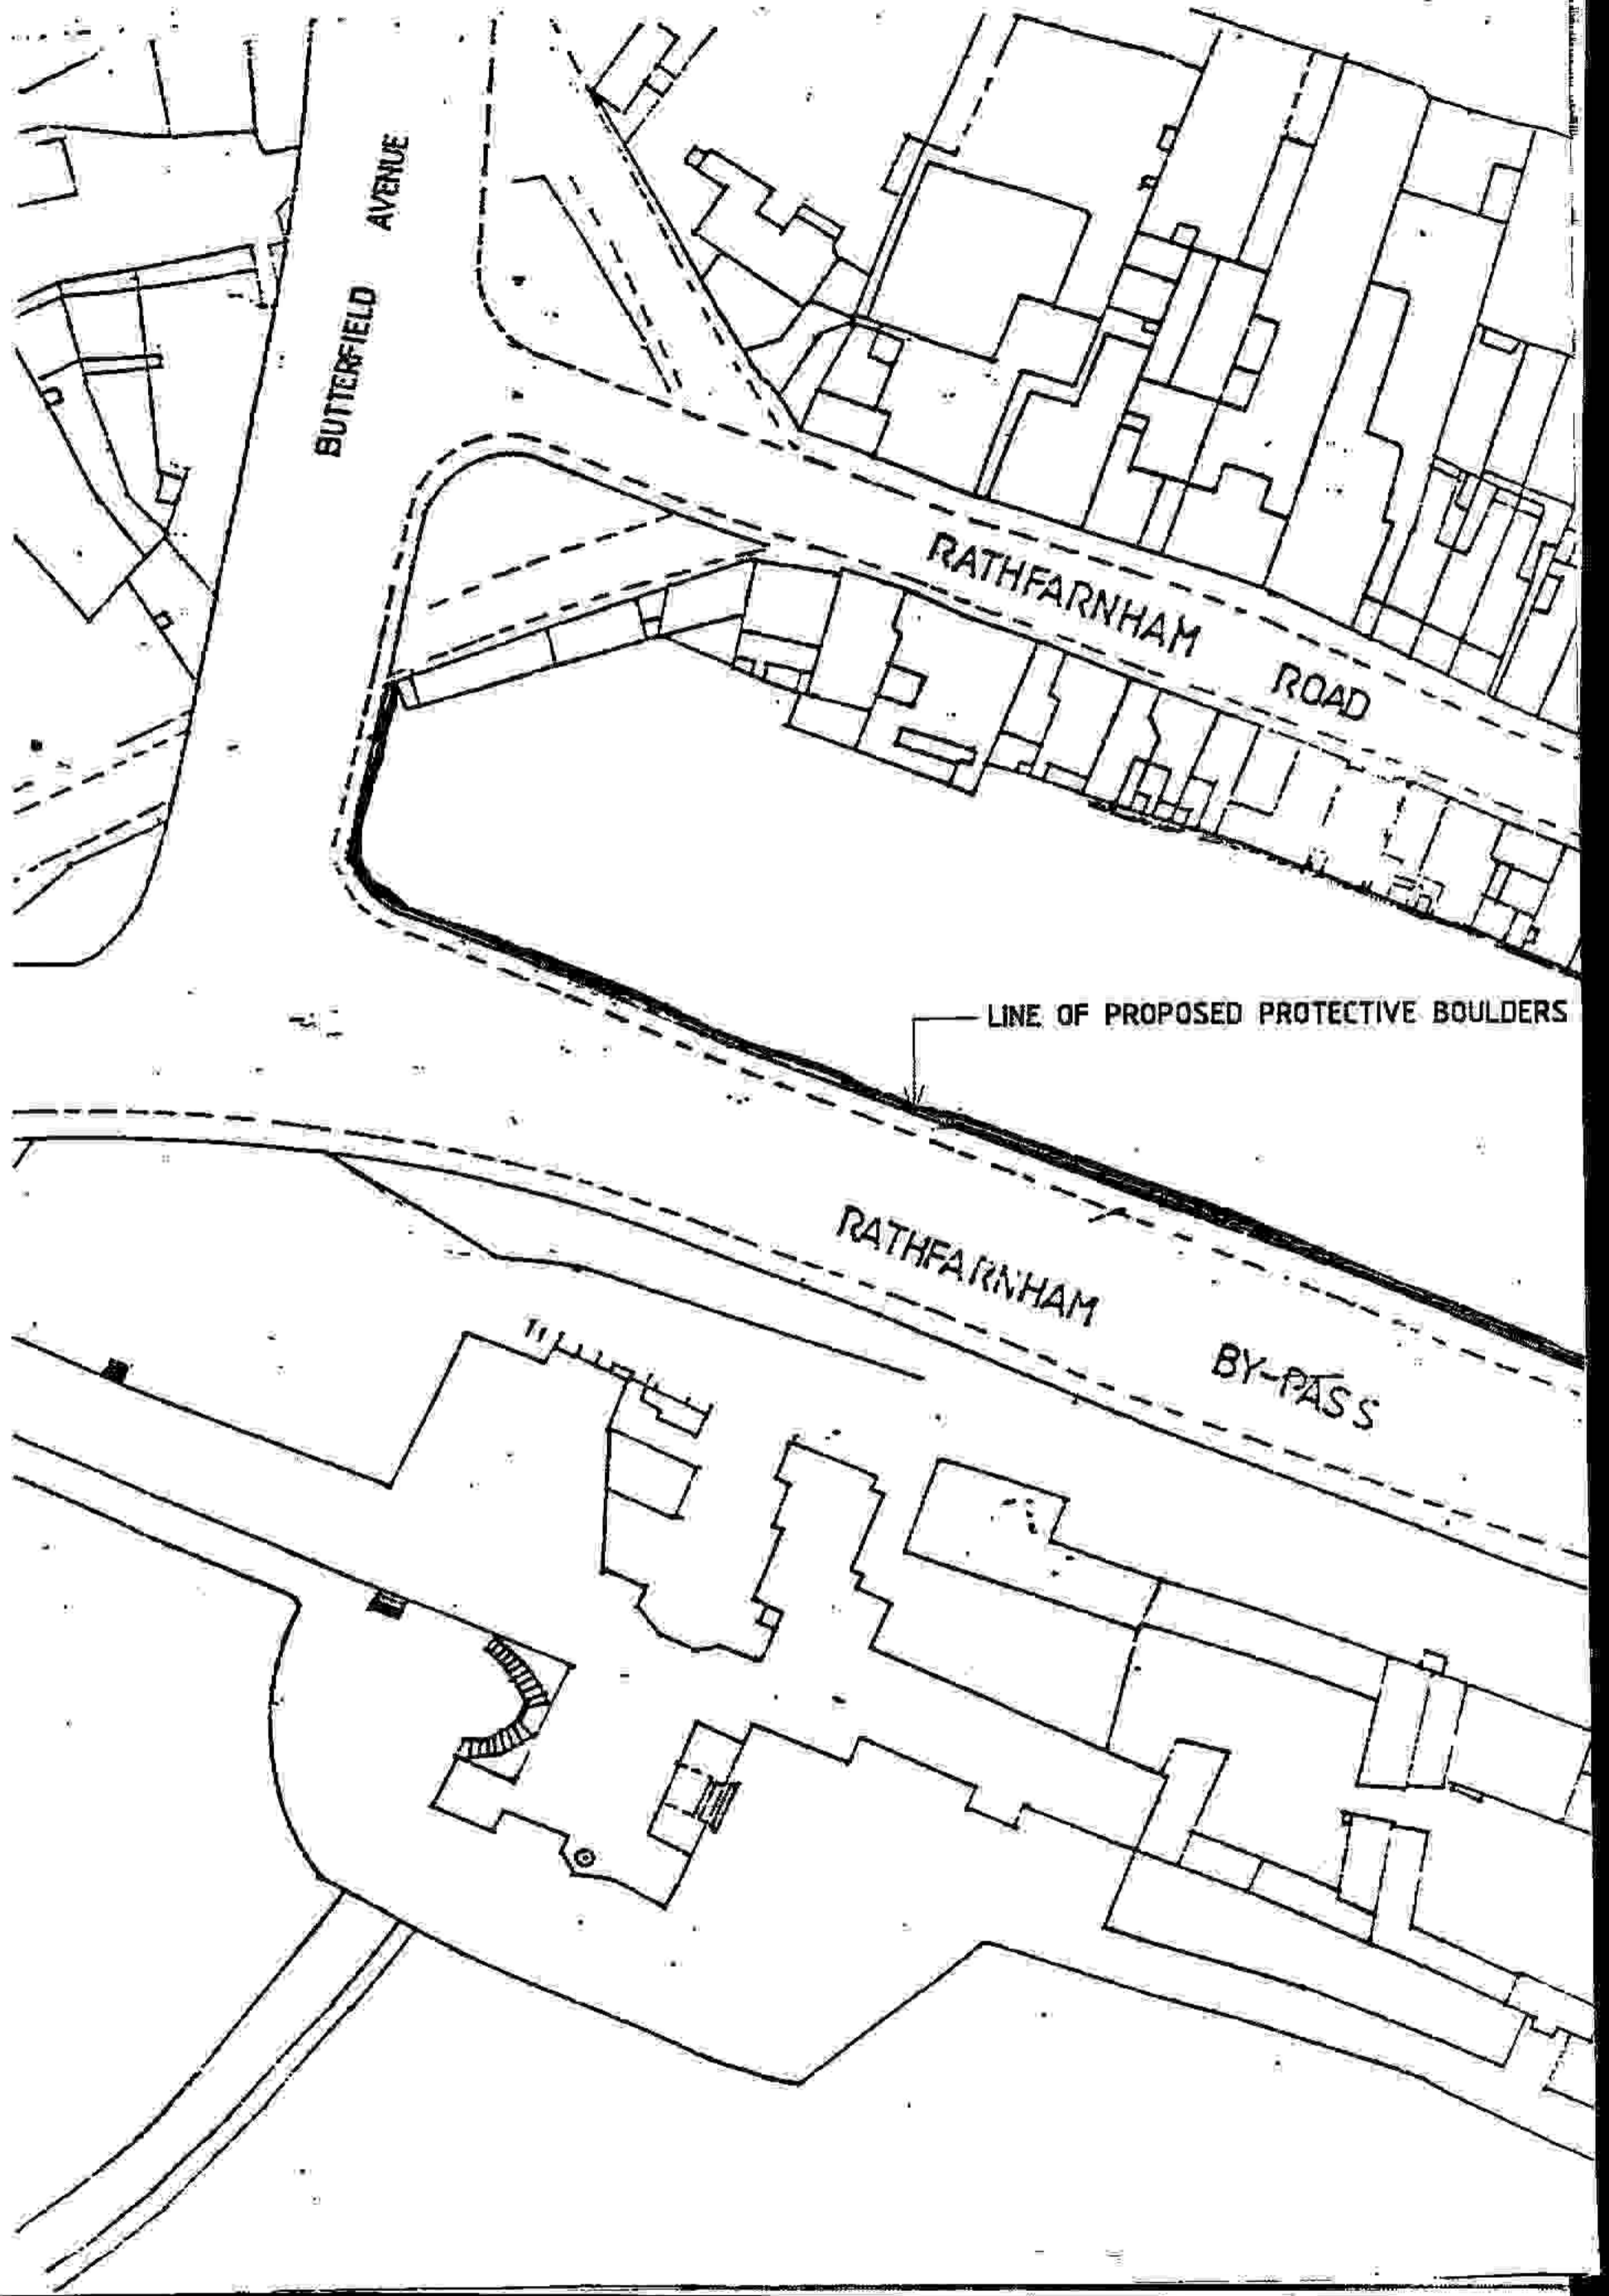 BUTTERFIELD AVENUE
RATHFARNHAM ROAD
LINE OF PROPOSED PROTECTIVE BOULDERS
RATHFARNHAM BY-PASS